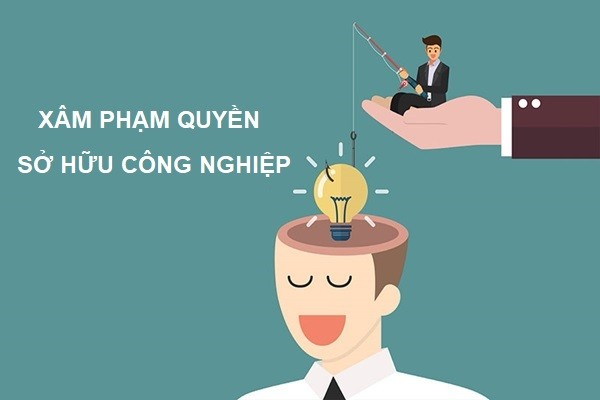 XÂM PHẠM QUYỀN
SỞ HỮU CÔNG NGHIỆP